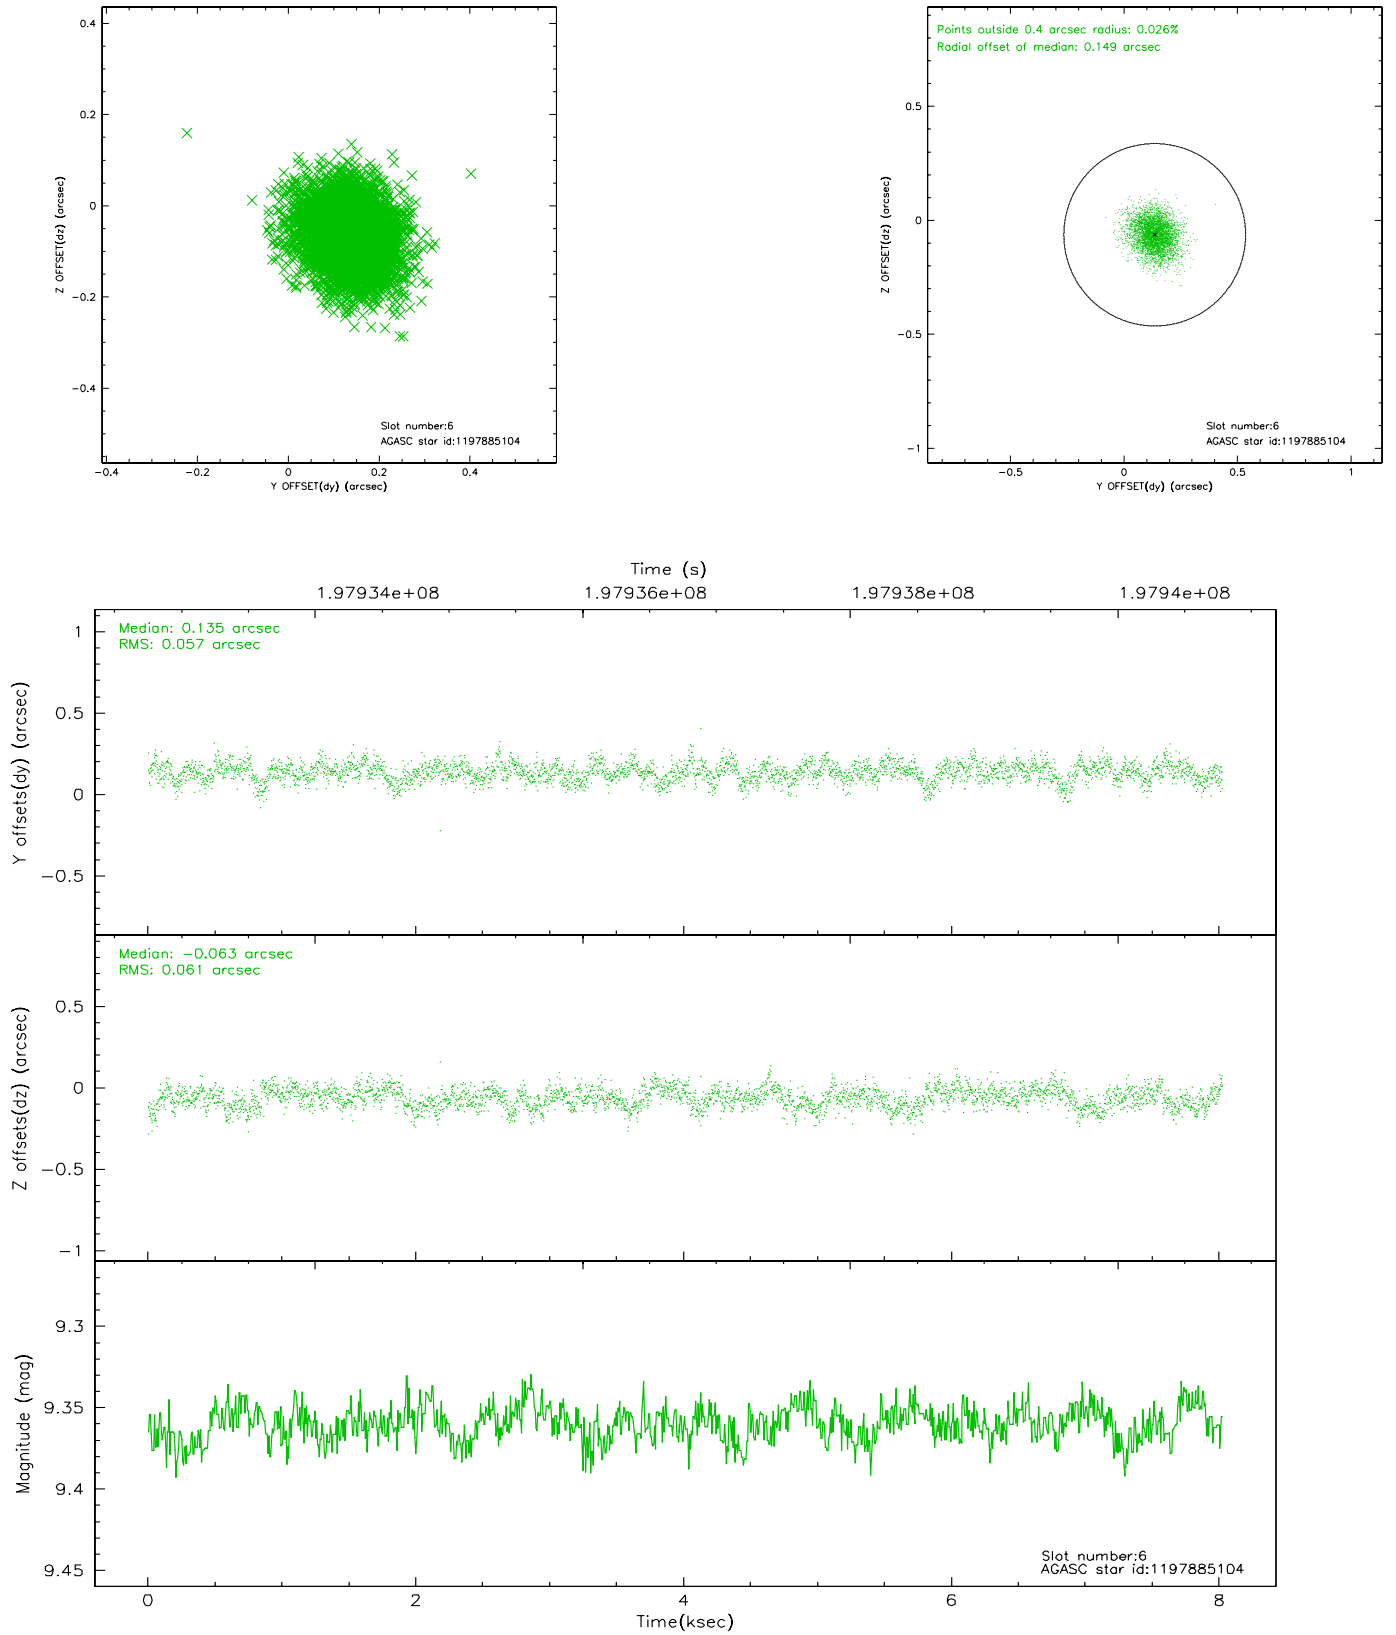 0.4
0.2
0
−0.2
−0.4
Z OFFSET(dz) (arcsec)
Slot number:6
AGASC star id:1197885104
−0.4 −0.2 0 0.2 0.4
Y OFFSET(dy) (arcsec)
Points outside 0.4 arcsec radius: 0.026%
Radial offset of median: 0.149 arcsec
0.5
0
−0.5
−1
Z OFFSET(dz) (arcsec)
Slot number:6
AGASC star id:1197885104
−0.5 0 0.5 1
Y OFFSET(dy) (arcsec)
Time (s)
1.97934e+08 1.97936e+08 1.97938e+08 1.9794e+08
Median: 0.135 arcsec
RMS: 0.057 arcsec
1
0.5
0
−0.5
Y offsets(dy) (arcsec)
Median: −0.063 arcsec
RMS: 0.061 arcsec
0.5
0
−0.5
−1
Z offsets(dz) (arcsec)
9.3
9.35
9.4
9.45
Magnitude (mag)
Slot number:6
AGASC star id:1197885104
0 2 4 6 8
Time(ksec)